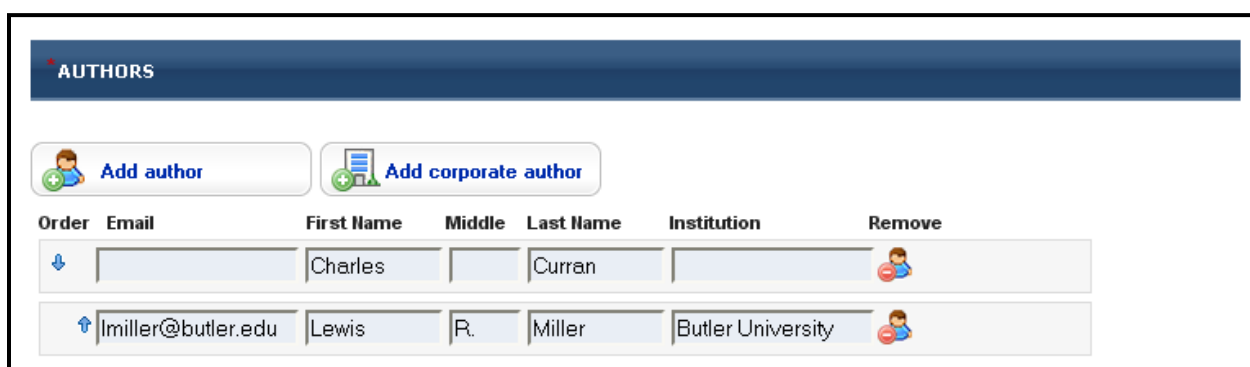 *AUTHORS
Add author Add corporate author
Order Email First Name Middle Last Name Institution Remove
Charles Curran
lmiller@butler.edu Lewis R. Miller Butler University